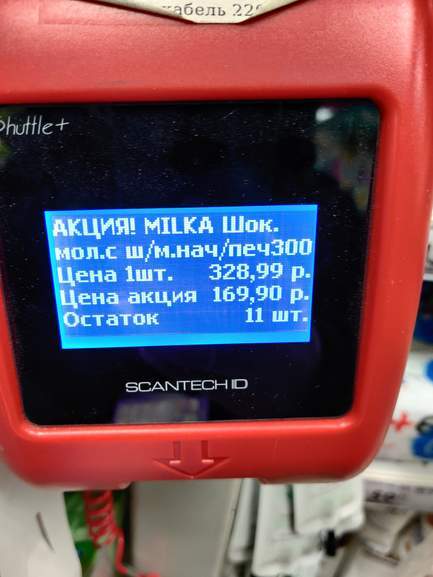 кабель 220
Shuttle+
АКЦИЯ! MILKA Шок.
мол.с ш/м.нач/печ300
Цена 1шт. 328,99 р.
Цена акция 169,90 р.
Остаток 11 шт.
SCANTECH ID